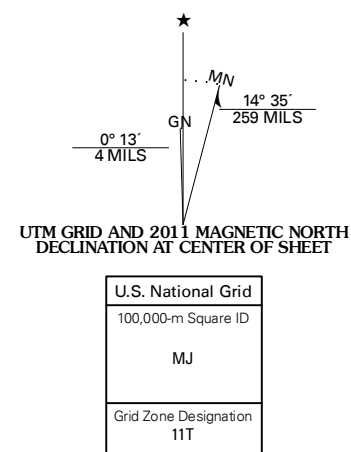 ★
MN
GN
14° 35´
259 MILS
0° 13´
4 MILS
UTM GRID AND 2011 MAGNETIC NORTH
DECLINATION AT CENTER OF SHEET
U.S. National Grid
100,000-m Square ID
MJ
Grid Zone Designation
11T